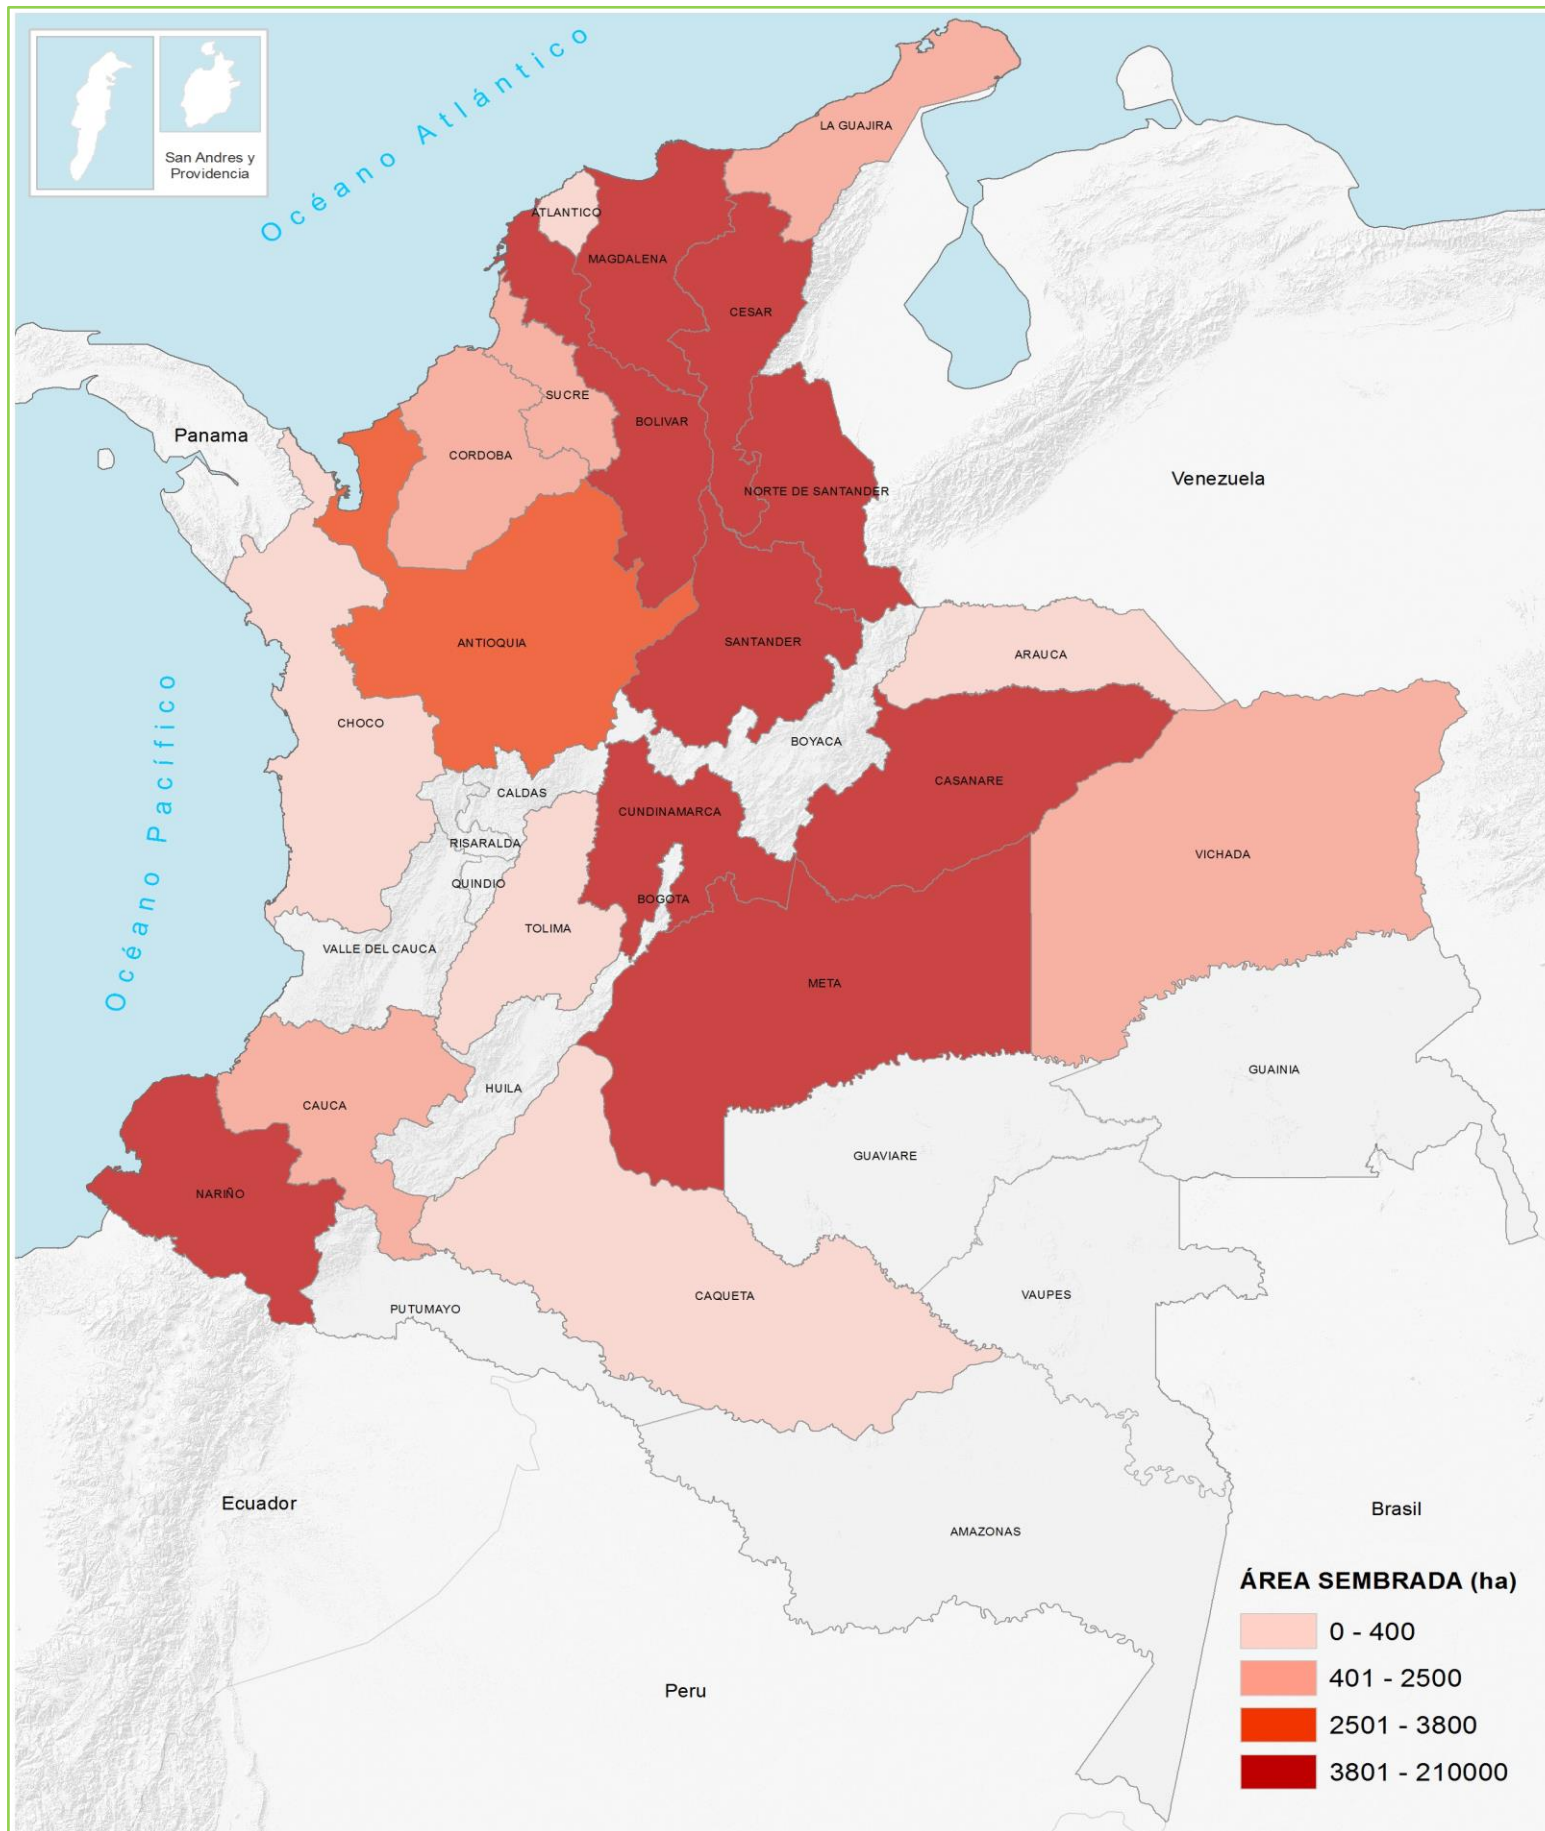 San Andres y
Providencia
Océano Atlántico
LA GUAJIRA
ATLANTICO
MAGDALENA
CESAR
SUCRE
BOLIVAR
Panama
CORDOBA
Venezuela
NORTE DE SANTANDER
ANTIOQUIA
SANTANDER
ARAUCA
Océano Pacífico
CHOCO
BOYACA
CASANARE
CALDAS
CUNDINAMARCA
RISARALDA
VICHADA
QUINDIO
BOGOTA
TOLIMA
VALLE DEL CAUCA
META
GUAINIA
HUILA
CAUCA
GUAVIARE
NARIÑO
CAQUETA
VAUPES
PUTUMAYO
Ecuador
Brasil
AMAZONAS
Peru
ÁREA SEMBRADA (ha)
0 - 400
401 - 2500
2501 - 3800
3801 - 210000